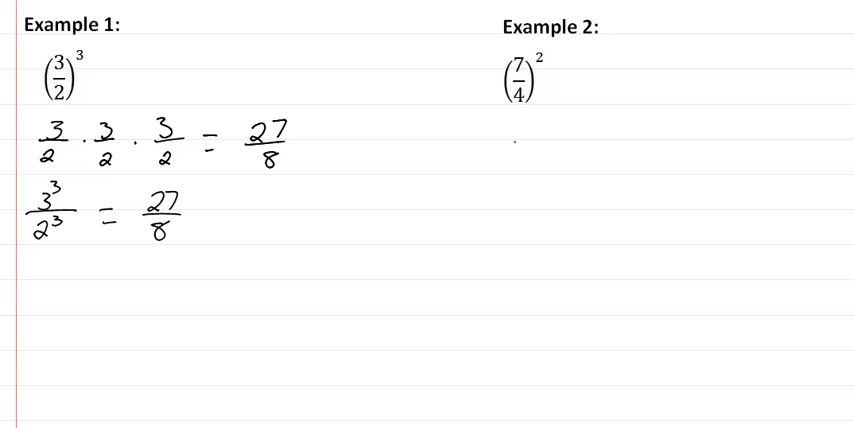 Example 1:
(3/2)^3
3/2 · 3/2 · 3/2 = 27/8
3^3/2^3 = 27/8
Example 2:
(7/4)^2